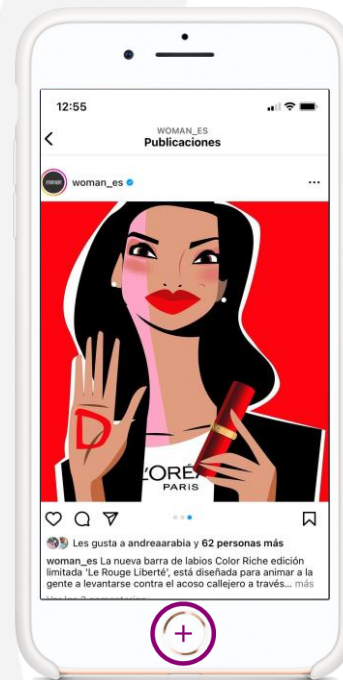 12:55
WOMAN_ES
Publicaciones
woman_es
D
L'ORÉA
PARIS
Les gusta a andreaarabia y 62 personas más
woman_es La nueva barra de labios Color Riche edición
limitada 'Le Rouge Liberté', está diseñada para animar a la
gente a levantarse contra el acoso callejero a través... más
+